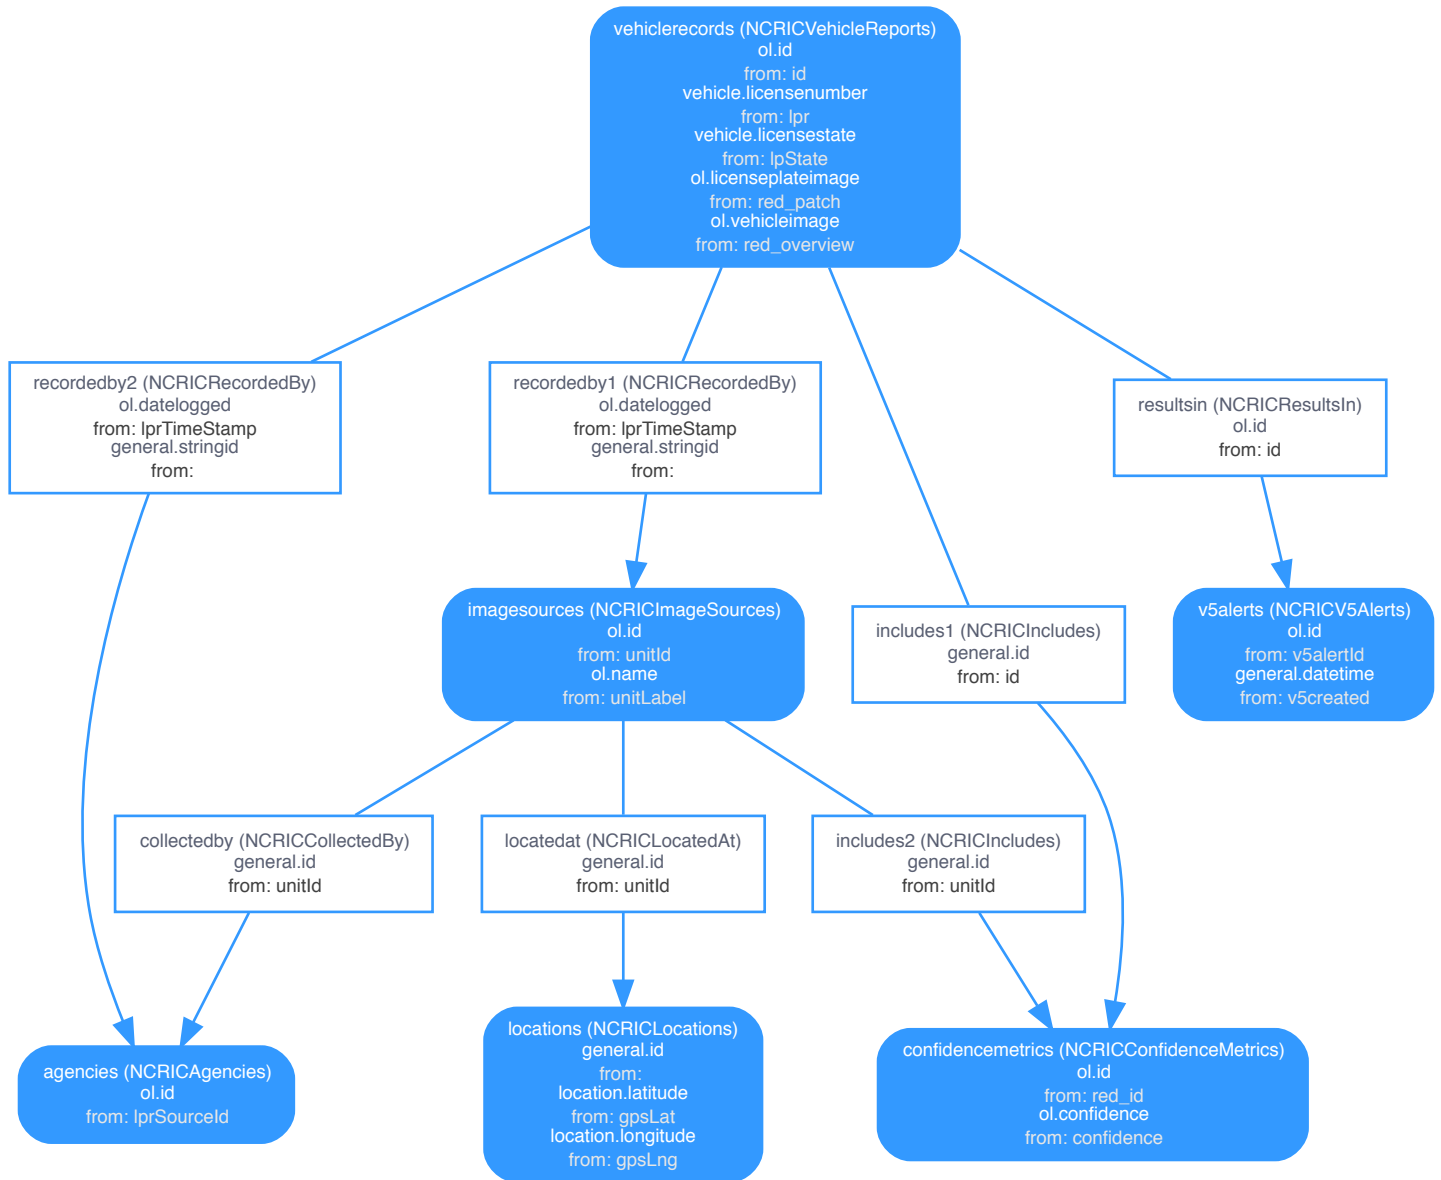 vehiclerecords (NCRICVehicleReports)
ol.id
from: id
vehicle.licensenumber
from: lpr
vehicle.licensestate
from: lpState
ol.licenseplateimage
from: red_patch
ol.vehicleimage
from: red_overview
recordedby2 (NCRICRecordedBy)
ol.datelogged
from: lprTimeStamp
general.stringid
from:
recordedby1 (NCRICRecordedBy)
ol.datelogged
from: lprTimeStamp
general.stringid
from:
resultsin (NCRICResultsIn)
ol.id
from: id
imagesources (NCRICImageSources)
ol.id
from: unitId
ol.name
from: unitLabel
includes1 (NCRICIncludes)
general.id
from: id
v5alerts (NCRICV5Alerts)
ol.id
from: v5alertId
general.datetime
from: v5created
collectedby (NCRICCollectedBy)
general.id
from: unitId
locatedat (NCRICLocatedAt)
general.id
from: unitId
includes2 (NCRICIncludes)
general.id
from: unitId
agencies (NCRICAgencies)
ol.id
from: lprSourceId
locations (NCRICLocations)
general.id
from:
location.latitude
from: gpsLat
location.longitude
from: gpsLng
confidencemetrics (NCRICConfidenceMetrics)
ol.id
from: red_id
ol.confidence
from: confidence